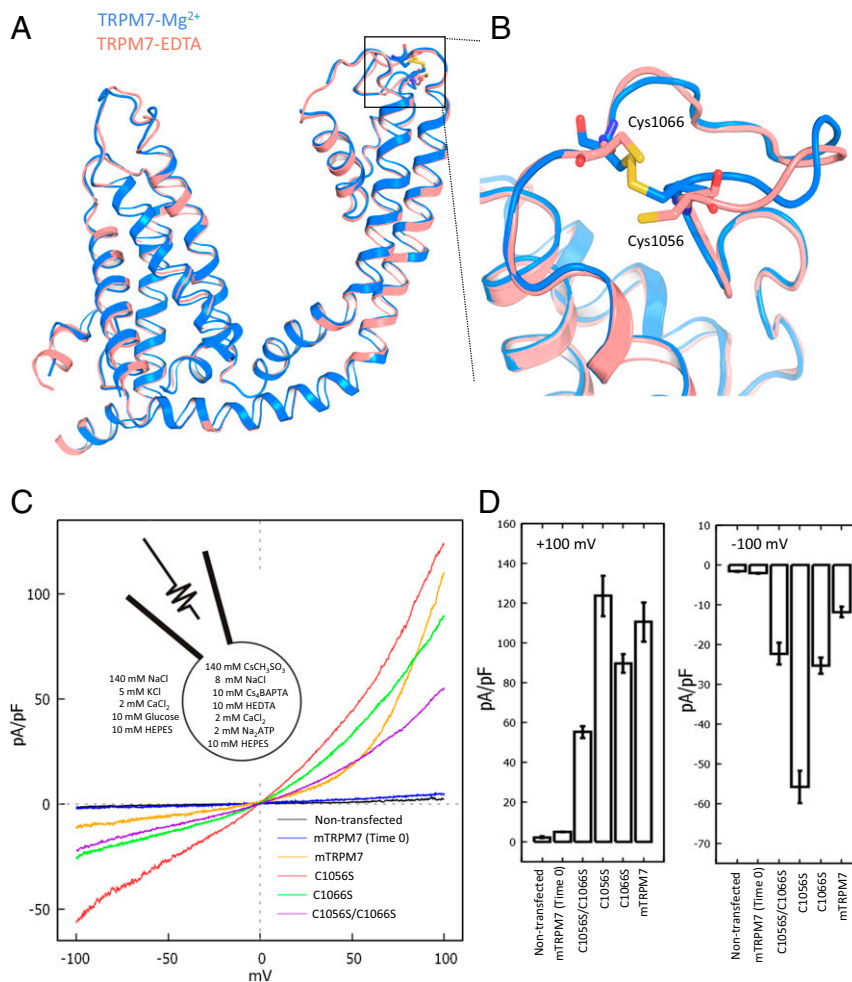 A
TRPM7-Mg²⁺
TRPM7-EDTA
B
Cys1066
Cys1056
C
pA/pF
100
50
0
-50
140 mM NaCl
5 mM KCl
2 mM CaCl₂
10 mM Glucose
10 mM HEPES
140 mM CsCH₃SO₃
8 mM NaCl
10 mM Cs₄BAPTA
10 mM HEDTA
2 mM CaCl₂
2 mM Na₂ATP
10 mM HEPES
Non-transfected
mTRPM7 (Time 0)
mTRPM7
C1056S
C1066S
C1056S/C1066S
-100 -50 0 50 100
mV
D
+100 mV
pA/pF
160
140
120
100
80
60
40
20
0
Non-transfected
mTRPM7 (Time 0)
C1056S/C1066S
C1056S
C1066S
mTRPM7
-100 mV
pA/pF
0
-10
-20
-30
-40
-50
-60
-70
Non-transfected
mTRPM7 (Time 0)
C1056S/C1066S
C1056S
C1066S
mTRPM7